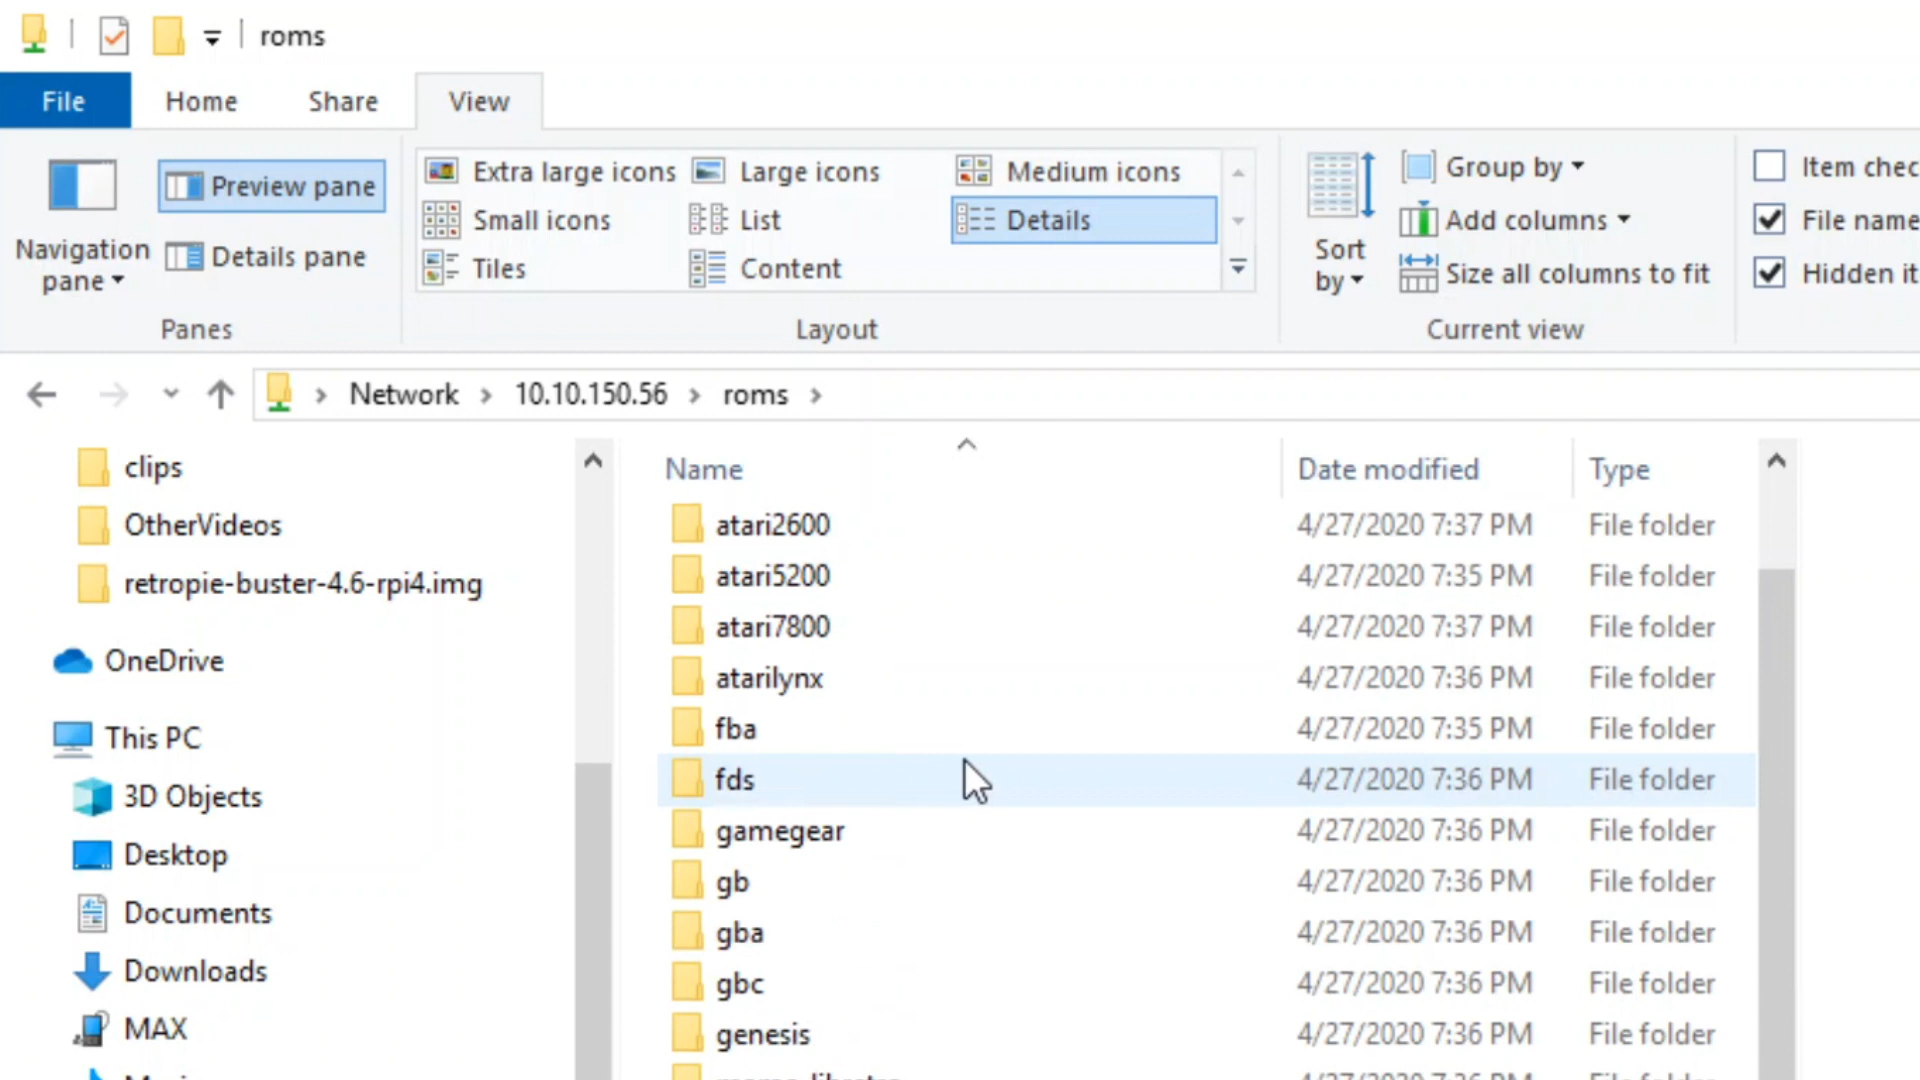 roms
File Home Share View
Navigation pane
Preview pane
Details pane
Panes
Extra large icons Large icons Medium icons
Small icons List Details
Tiles Content
Layout
Sort by
Group by
Add columns
Size all columns to fit
Current view
Item chec
File name
Hidden it
Network 10.10.150.56 roms
clips
OtherVideos
retropie-buster-4.6-rpi4.img
OneDrive
This PC
3D Objects
Desktop
Documents
Downloads
MAX
Name Date modified Type
atari2600 4/27/2020 7:37 PM File folder
atari5200 4/27/2020 7:35 PM File folder
atari7800 4/27/2020 7:37 PM File folder
atarilynx 4/27/2020 7:36 PM File folder
fba 4/27/2020 7:35 PM File folder
fds 4/27/2020 7:36 PM File folder
gamegear 4/27/2020 7:36 PM File folder
gb 4/27/2020 7:36 PM File folder
gba 4/27/2020 7:36 PM File folder
gbc 4/27/2020 7:36 PM File folder
genesis 4/27/2020 7:36 PM File folder